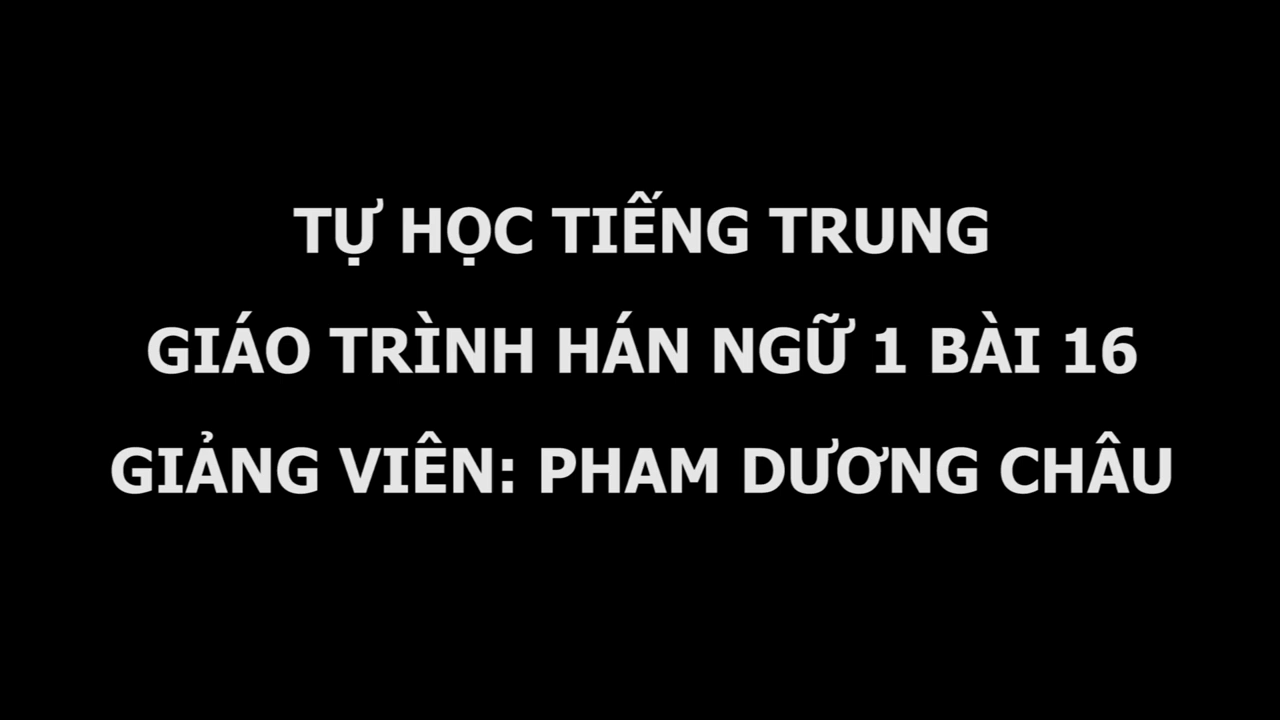 TỰ HỌC TIẾNG TRUNG
GIÁO TRÌNH HÁN NGỮ 1 BÀI 16
GIẢNG VIÊN: PHAM DƯƠNG CHÂU